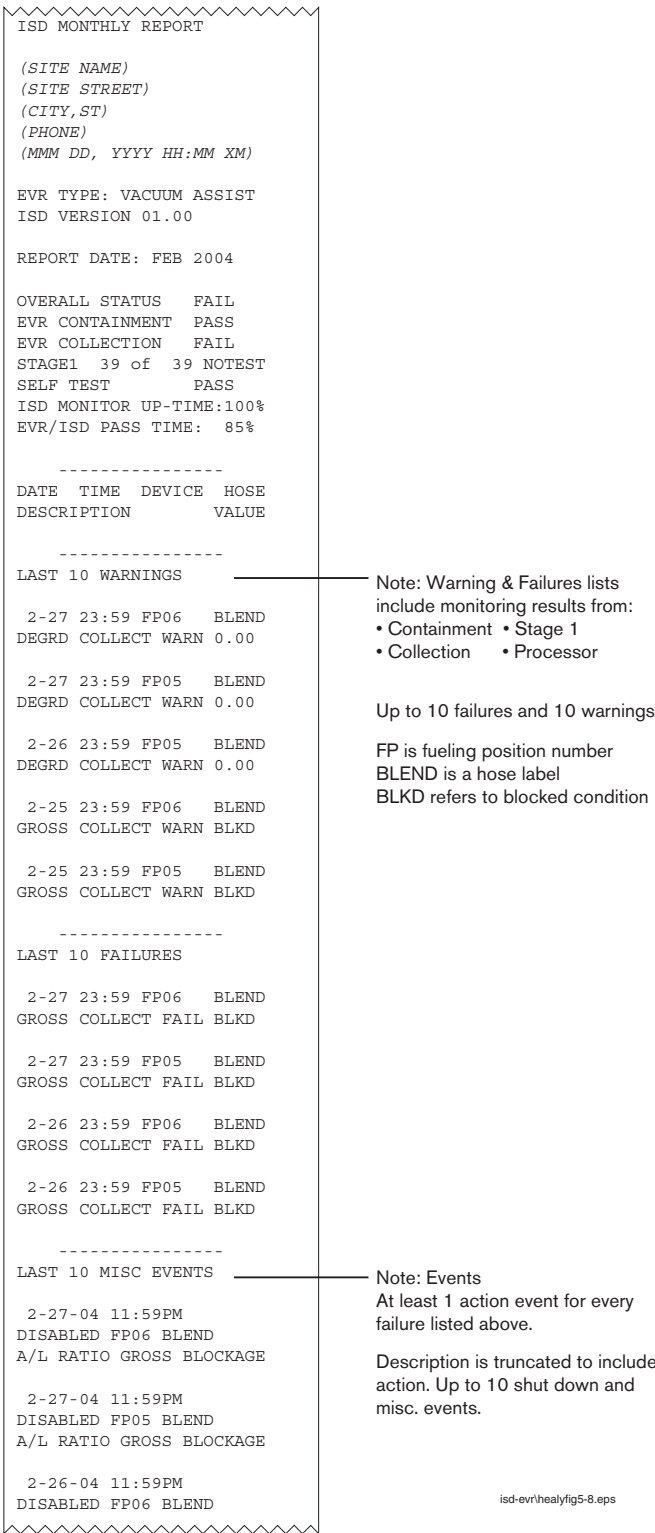 ISD MONTHLY REPORT
(SITE NAME)
(SITE STREET)
(CITY,ST)
(PHONE)
(MMM DD, YYYY HH:MM XM)
EVR TYPE: VACUUM ASSIST
ISD VERSION 01.00
REPORT DATE: FEB 2004
OVERALL STATUS FAIL
EVR CONTAINMENT PASS
EVR COLLECTION FAIL
STAGE1 39 of 39 NOTEST
SELF TEST PASS
ISD MONITOR UP-TIME:100%
EVR/ISD PASS TIME: 85%
----------------
DATE TIME DEVICE HOSE
DESCRIPTION VALUE
----------------
LAST 10 WARNINGS
2-27 23:59 FP06 BLEND
DEGRD COLLECT WARN 0.00
2-27 23:59 FP05 BLEND
DEGRD COLLECT WARN 0.00
2-26 23:59 FP05 BLEND
DEGRD COLLECT WARN 0.00
2-25 23:59 FP06 BLEND
GROSS COLLECT WARN BLKD
2-25 23:59 FP05 BLEND
GROSS COLLECT WARN BLKD
----------------
LAST 10 FAILURES
2-27 23:59 FP06 BLEND
GROSS COLLECT FAIL BLKD
2-27 23:59 FP05 BLEND
GROSS COLLECT FAIL BLKD
2-26 23:59 FP06 BLEND
GROSS COLLECT FAIL BLKD
2-26 23:59 FP05 BLEND
GROSS COLLECT FAIL BLKD
----------------
LAST 10 MISC EVENTS
2-27-04 11:59PM
DISABLED FP06 BLEND
A/L RATIO GROSS BLOCKAGE
2-27-04 11:59PM
DISABLED FP05 BLEND
A/L RATIO GROSS BLOCKAGE
2-26-04 11:59PM
DISABLED FP06 BLEND
Note: Warning & Failures lists
include monitoring results from:
• Containment • Stage 1
• Collection • Processor
Up to 10 failures and 10 warnings
FP is fueling position number
BLEND is a hose label
BLKD refers to blocked condition
Note: Events
At least 1 action event for every
failure listed above.
Description is truncated to include
action. Up to 10 shut down and
misc. events.
isd-evr\healyfig5-8.eps